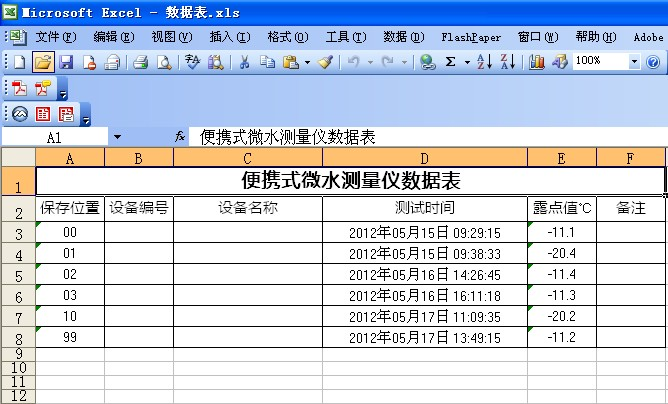 Microsoft Excel - 数据表.xls
文件(F) 编辑(E) 视图(V) 插入(I) 格式(O) 工具(T) 数据(D) FlashPaper 窗口(W) 帮助(H) Adobe
Σ 100%
A1 fx 便携式微水测量仪数据表
A B C D E F
1 便携式微水测量仪数据表
2 保存位置 设备编号 设备名称 测试时间 露点值℃ 备注
3 00 2012年05月15日 09:29:15 -11.1
4 01 2012年05月15日 09:38:33 -20.4
5 02 2012年05月16日 14:26:45 -11.4
6 03 2012年05月16日 16:11:18 -11.3
7 10 2012年05月17日 11:09:35 -20.2
8 99 2012年05月17日 13:49:15 -11.2
9
10
11
12